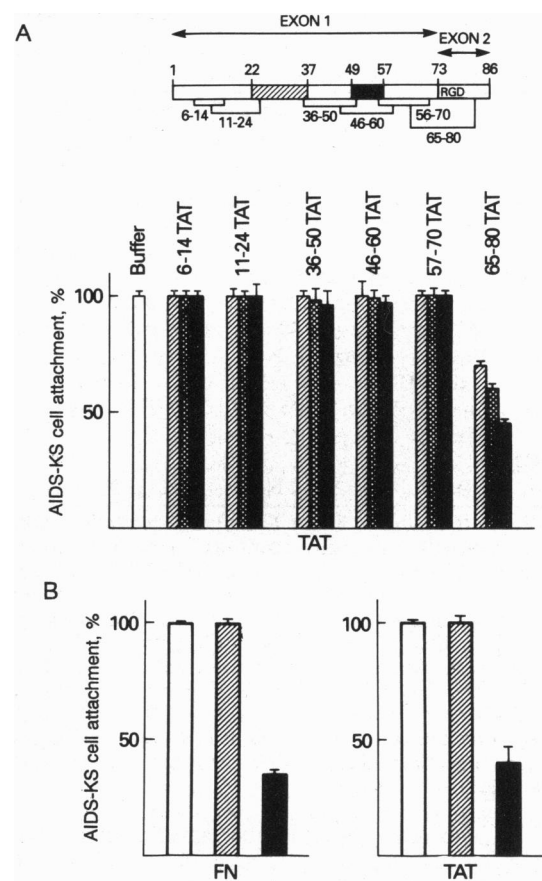 A
EXON 1
EXON 2
1 22 37 49 57 73 86
RGD
6-14
11-24
36-50
46-60
56-70
65-80
Buffer
6-14 TAT
11-24 TAT
36-50 TAT
46-60 TAT
57-70 TAT
65-80 TAT
AIDS-KS cell attachment, %
100
50
TAT
B
AIDS-KS cell attachment, %
100
50
FN
100
50
TAT